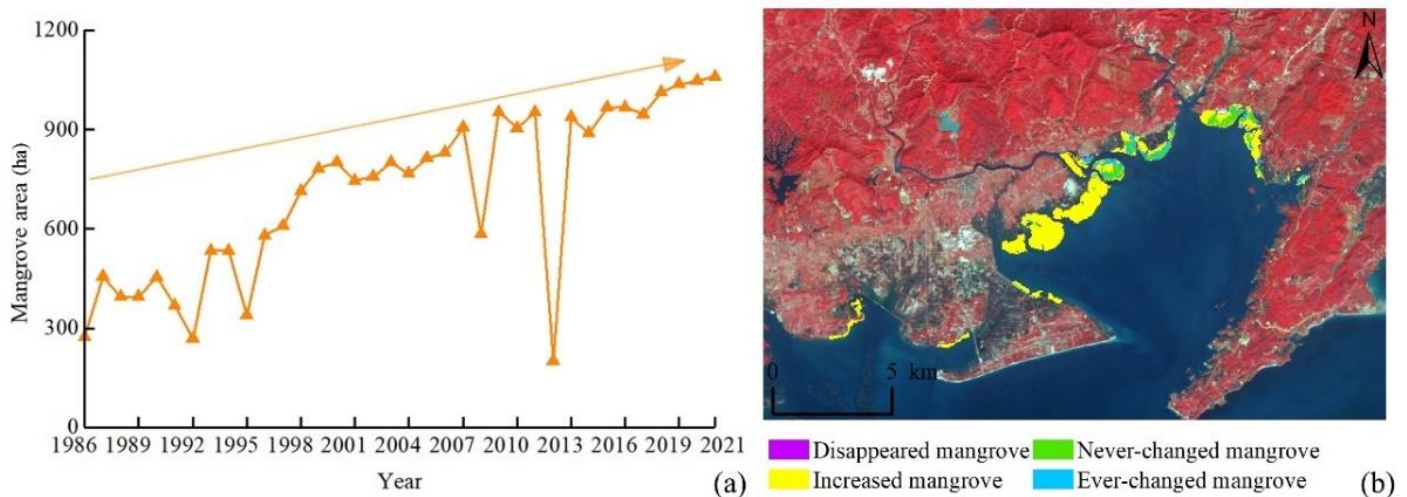 1200
900
600
300
0
Mangrove area (ha)
1986 1989 1992 1995 1998 2001 2004 2007 2010 2013 2016 2019 2021
Year
(a)
N
0 5 km
Disappeared mangrove
Never-changed mangrove
Increased mangrove
Ever-changed mangrove
(b)